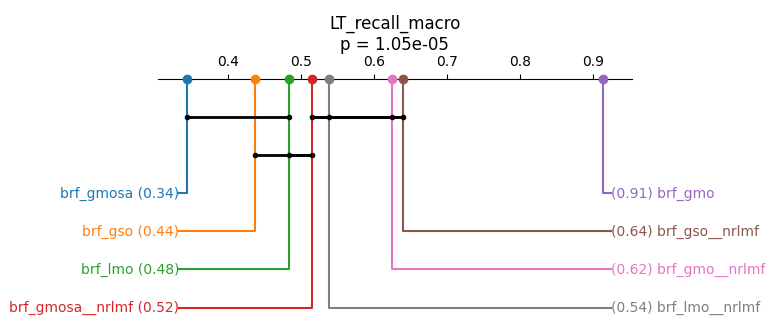 LT_recall_macro
p = 1.05e-05
0.4 0.5 0.6 0.7 0.8 0.9
brf_gmosa (0.34) (0.91) brf_gmo
brf_gso (0.44) (0.64) brf_gso__nrlmf
brf_lmo (0.48) (0.62) brf_gmo__nrlmf
brf_gmosa__nrlmf (0.52) (0.54) brf_lmo__nrlmf